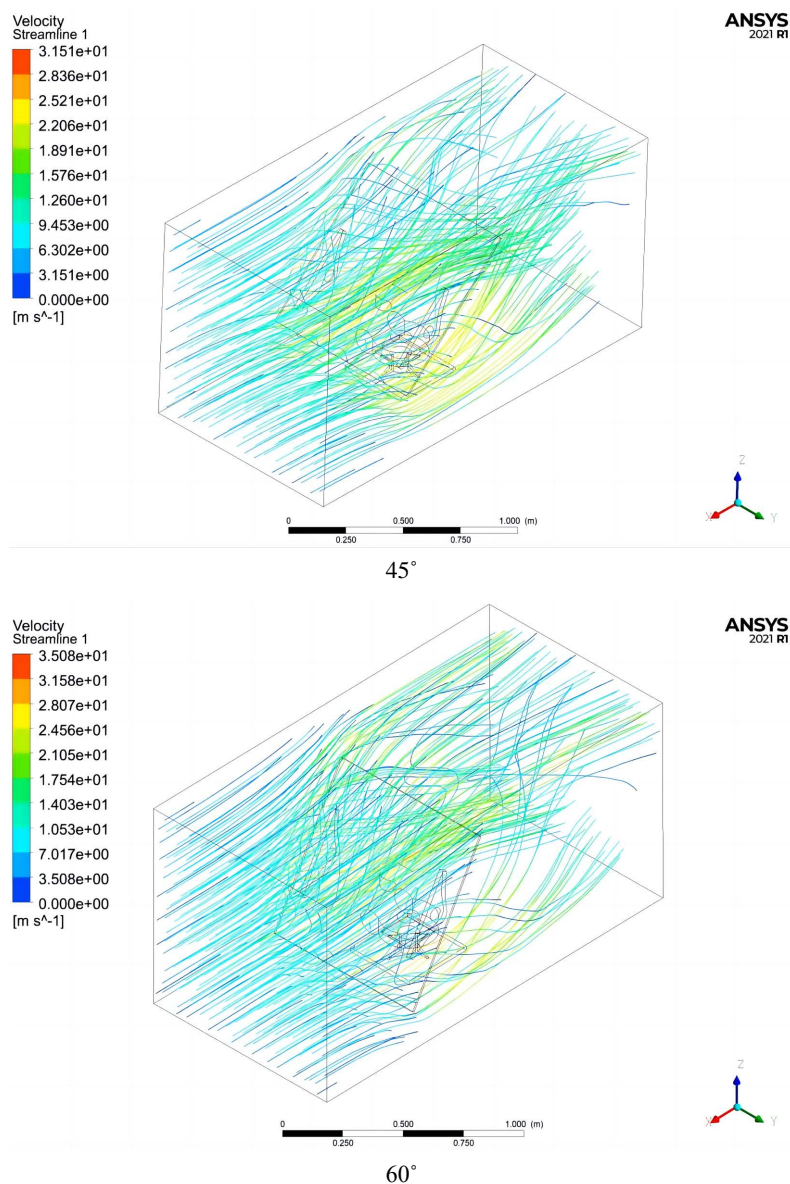 Velocity
Streamline 1
3.151e+01
2.836e+01
2.521e+01
2.206e+01
1.891e+01
1.576e+01
1.260e+01
9.453e+00
6.302e+00
3.151e+00
0.000e+00
[m s^-1]
ANSYS
2021 R1
Z
X
Y
0 0.500 1.000 (m)
0.250 0.750
45°
Velocity
Streamline 1
3.508e+01
3.158e+01
2.807e+01
2.456e+01
2.105e+01
1.754e+01
1.403e+01
1.053e+01
7.017e+00
3.508e+00
0.000e+00
[m s^-1]
ANSYS
2021 R1
Z
X
Y
0 0.500 1.000 (m)
0.250 0.750
60°